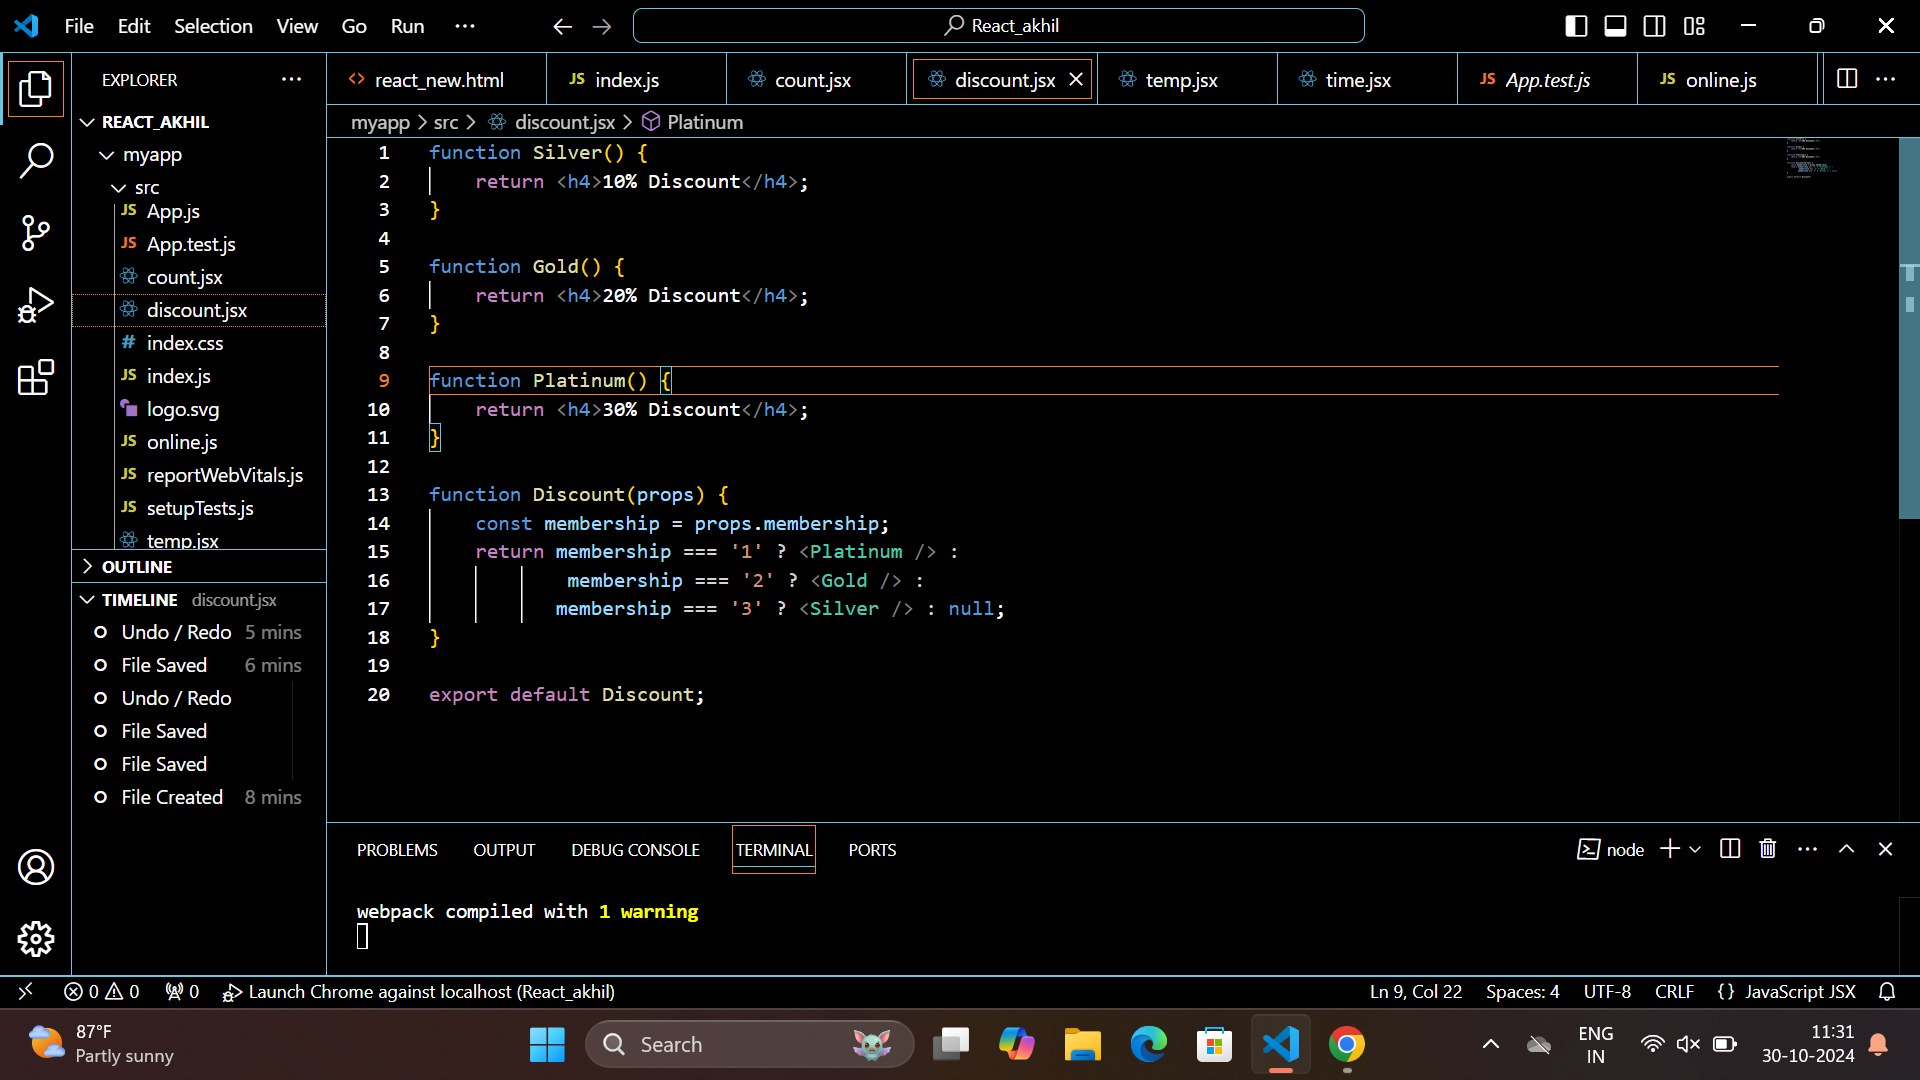 File Edit Selection View Go Run ···
React_akhil
EXPLORER
REACT_AKHIL
myapp
src
JS App.js
JS App.test.js
count.jsx
discount.jsx
# index.css
JS index.js
logo.svg
JS online.js
JS reportWebVitals.js
JS setupTests.js
temp.jsx
OUTLINE
TIMELINE discount.jsx
Undo / Redo 5 mins
File Saved 6 mins
Undo / Redo
File Saved
File Saved
File Created 8 mins
<> react_new.html JS index.js count.jsx discount.jsx temp.jsx time.jsx JS App.test.js JS online.js
myapp > src > discount.jsx > Platinum
1 function Silver() {
2 return <h4>10% Discount</h4>;
3 }
4
5 function Gold() {
6 return <h4>20% Discount</h4>;
7 }
8
9 function Platinum() {
10 return <h4>30% Discount</h4>;
11 }
12
13 function Discount(props) {
14 const membership = props.membership;
15 return membership === '1' ? <Platinum /> :
16 membership === '2' ? <Gold /> :
17 membership === '3' ? <Silver /> : null;
18 }
19
20 export default Discount;
PROBLEMS OUTPUT DEBUG CONSOLE TERMINAL PORTS
node
webpack compiled with 1 warning
0 0 0 Launch Chrome against localhost (React_akhil)
Ln 9, Col 22 Spaces: 4 UTF-8 CRLF {} JavaScript JSX
87°F
Partly sunny
Search
ENG
IN
11:31
30-10-2024